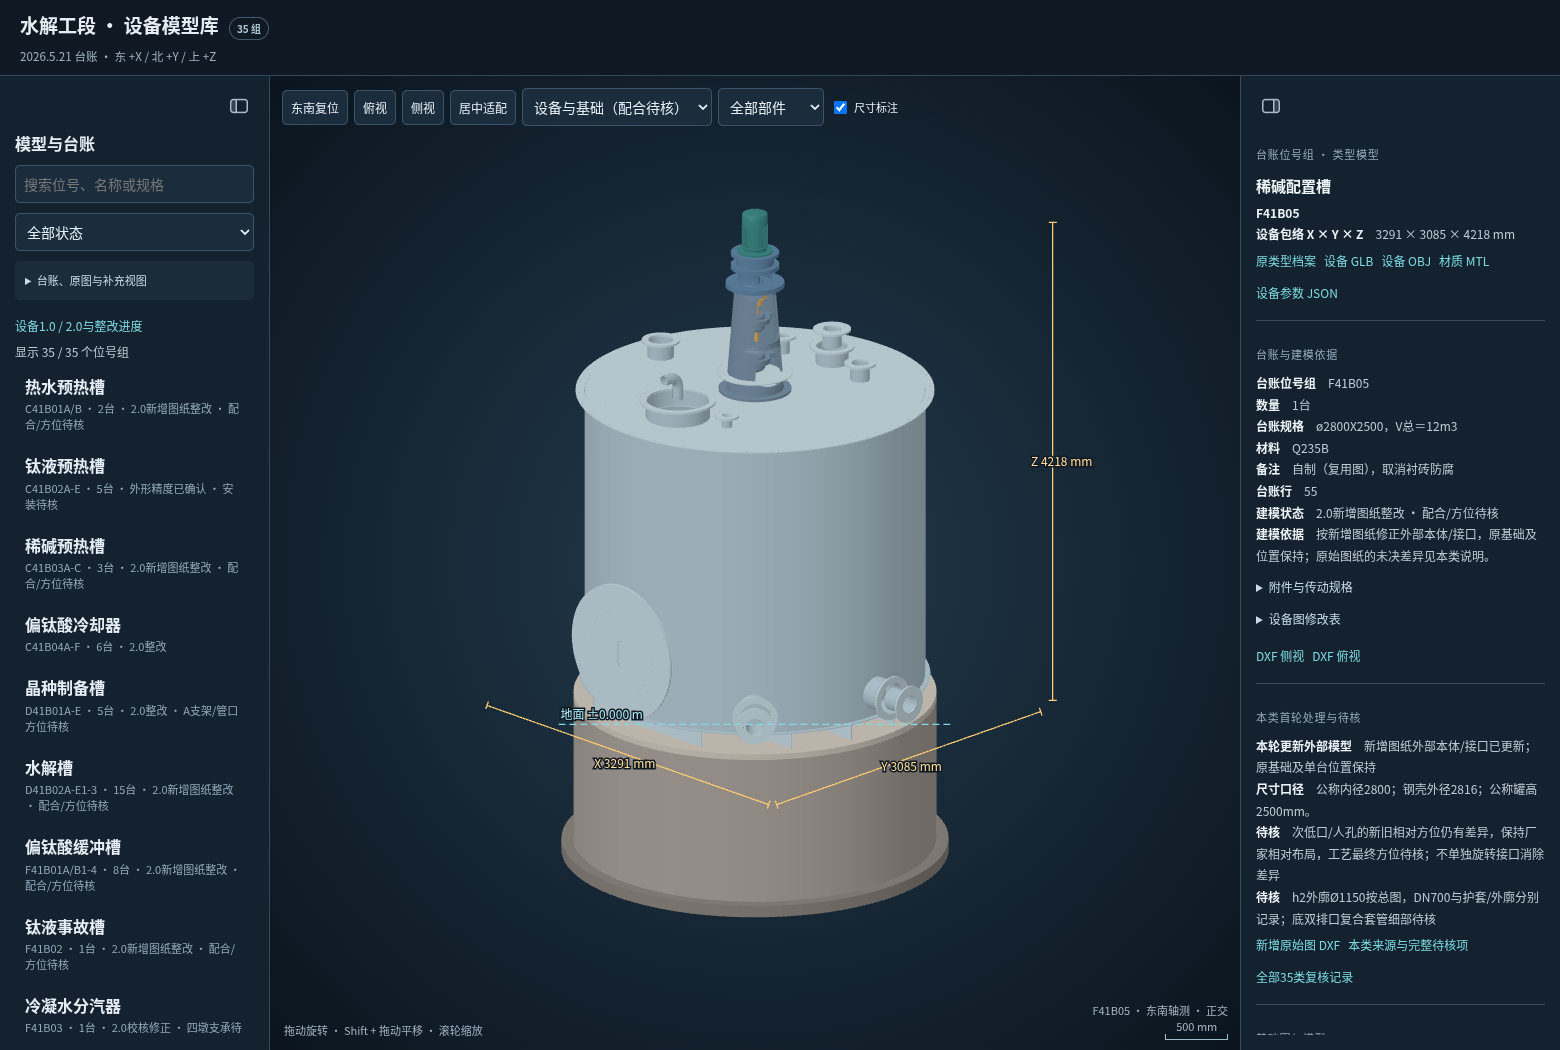 水解工段 · 设备模型库 35 组
2026.5.21 台账 · 东 +X / 北 +Y / 上 +Z
模型与台账
搜索位号、名称或规格
全部状态
台账、原图与补充视图
设备1.0 / 2.0与整改进度
显示 35 / 35 个位号组
热水预热槽
C41B01A/B · 2台 · 2.0新增图纸整改 · 配
合/方位待核
钛液预热槽
C41B02A-E · 5台 · 外形精度已确认 · 安
装待核
稀碱预热槽
C41B03A-C · 3台 · 2.0新增图纸整改 · 配
合/方位待核
偏钛酸冷却器
C41B04A-F · 6台 · 2.0整改
晶种制备槽
D41B01A-E · 5台 · 2.0整改 · A支架/管口
方位待核
水解槽
D41B02A-E1-3 · 15台 · 2.0新增图纸整改
· 配合/方位待核
偏钛酸缓冲槽
F41B01A/B1-4 · 8台 · 2.0新增图纸整改 ·
配合/方位待核
钛液事故槽
F41B02 · 1台 · 2.0新增图纸整改 · 配合/
方位待核
冷凝水分汽器
F41B03 · 1台 · 2.0校核修正 · 四墩支承待
东南复位 俯视 侧视 居中适配 设备与基础（配合待核） 全部部件 尺寸标注
Z 4218 mm
地面 ±0.000 m
X 3291 mm
Y 3085 mm
拖动旋转 · Shift + 拖动平移 · 滚轮缩放
F41B05 · 东南轴测 · 正交
500 mm
台账位号组 · 类型模型
稀碱配置槽
F41B05
设备包络 X × Y × Z 3291 × 3085 × 4218 mm
原类型档案 设备 GLB 设备 OBJ 材质 MTL
设备参数 JSON
台账与建模依据
台账位号组 F41B05
数量 1台
台账规格 ø2800X2500，V总＝12m3
材料 Q235B
备注 自制（复用图），取消衬砖防腐
台账行 55
建模状态 2.0新增图纸整改 · 配合/方位待核
建模依据 按新增图纸修正外部本体/接口，原基础及
位置保持；原始图纸的未决差异见本类说明。
附件与传动规格
设备图修改表
DXF 侧视 DXF 俯视
本类首轮处理与待核
本轮更新外部模型 新增图纸外部本体/接口已更新；
原基础及单台位置保持
尺寸口径 公称内径2800；钢壳外径2816；公称罐高
2500mm。
待核 次低口/人孔的新旧相对方位仍有差异，保持厂
家相对布局，工艺最终方位待核；不单独旋转接口消除
差异
待核 h2外廓Ø1150按总图，DN700与护套/外廓分别
记录；底双排口复合套管细部待核
新增原始图 DXF 本类来源与完整待核项
全部35类复核记录